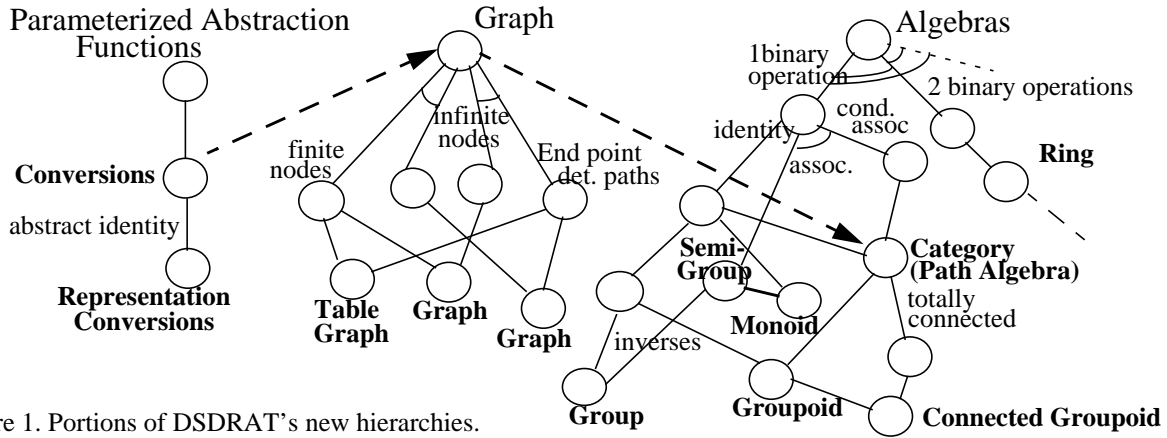 Parameterized Abstraction
Functions
Graph
Algebras
1binary
operation
2 binary operations
infinite
nodes
cond.
assoc
identity
finite
nodes
End point
det. paths
assoc.
Ring
Conversions
abstract identity
Semi-
Group
Category
(Path Algebra)
Representation
Conversions
Table
Graph
Graph
Graph
Monoid
totally
connected
inverses
Group
Groupoid
Connected Groupoid
re 1. Portions of DSDRAT's new hierarchies.